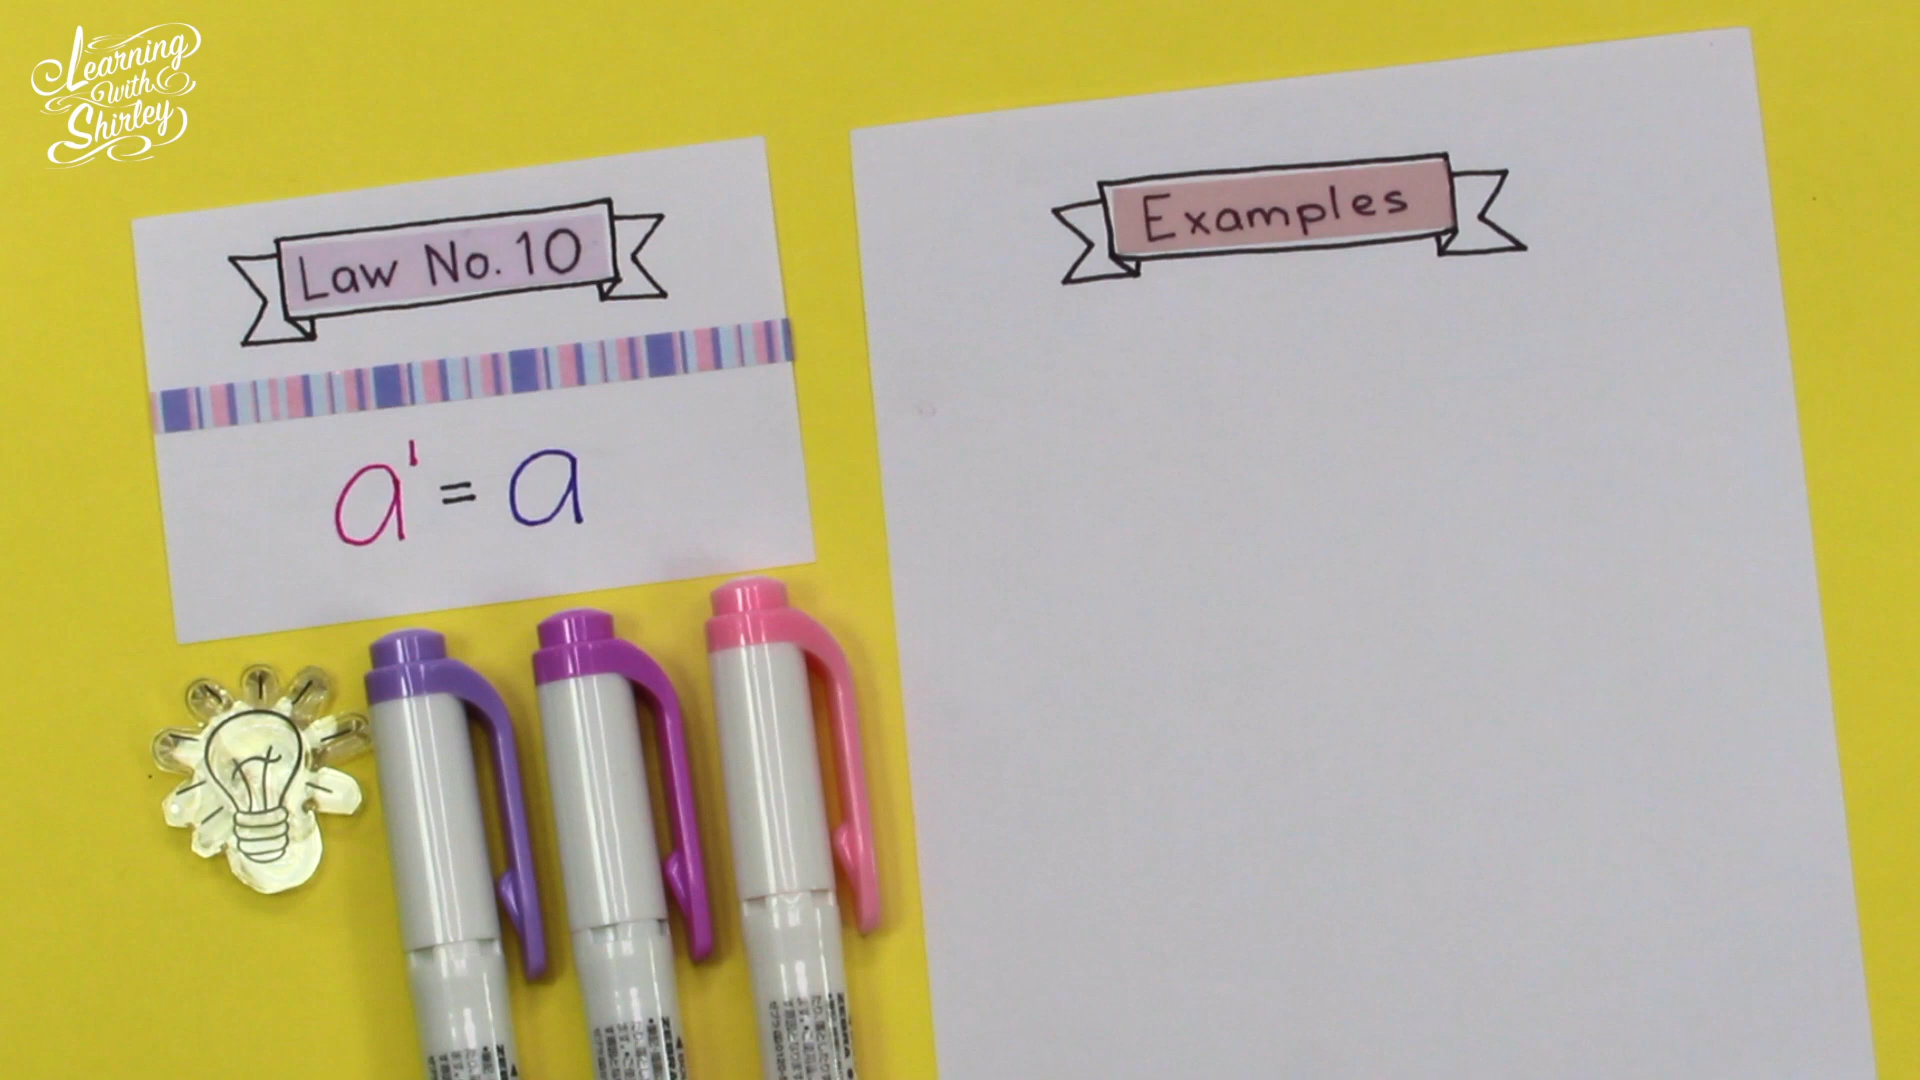 Learning
With
Shirley
Law No. 10
a¹ = a
Examples